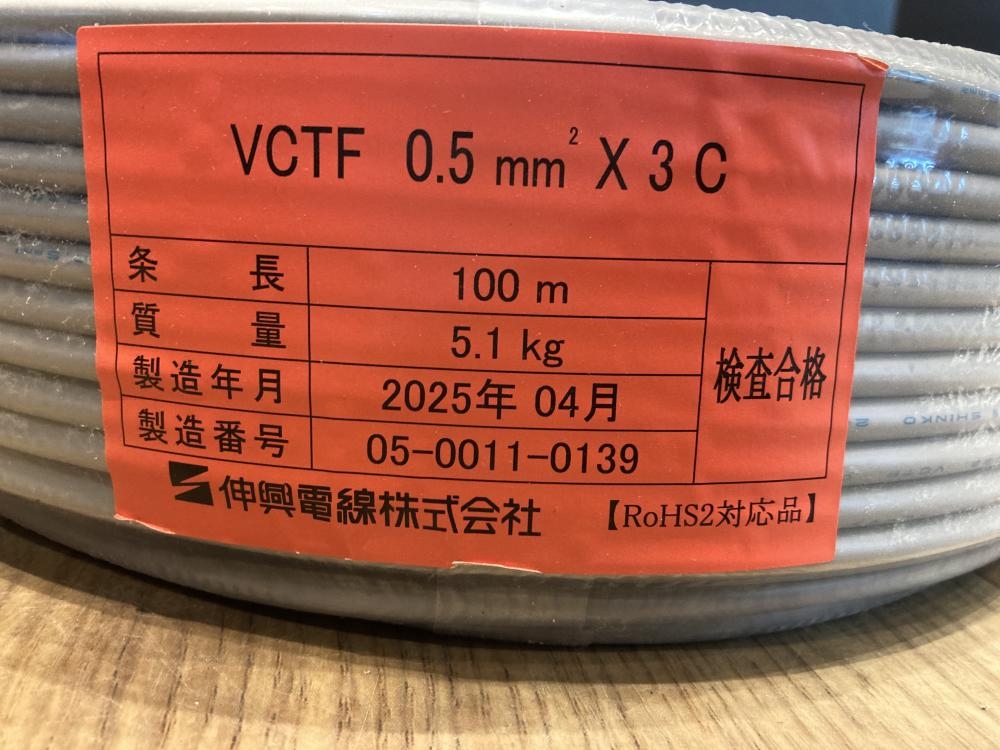 VCTF 0.5 mm² X 3 C
条長 100 m
質量 5.1 kg
製造年月 2025年 04月
製造番号 05-0011-0139
検査合格
伸興電線株式会社 【RoHS2対応品】
SHINKO